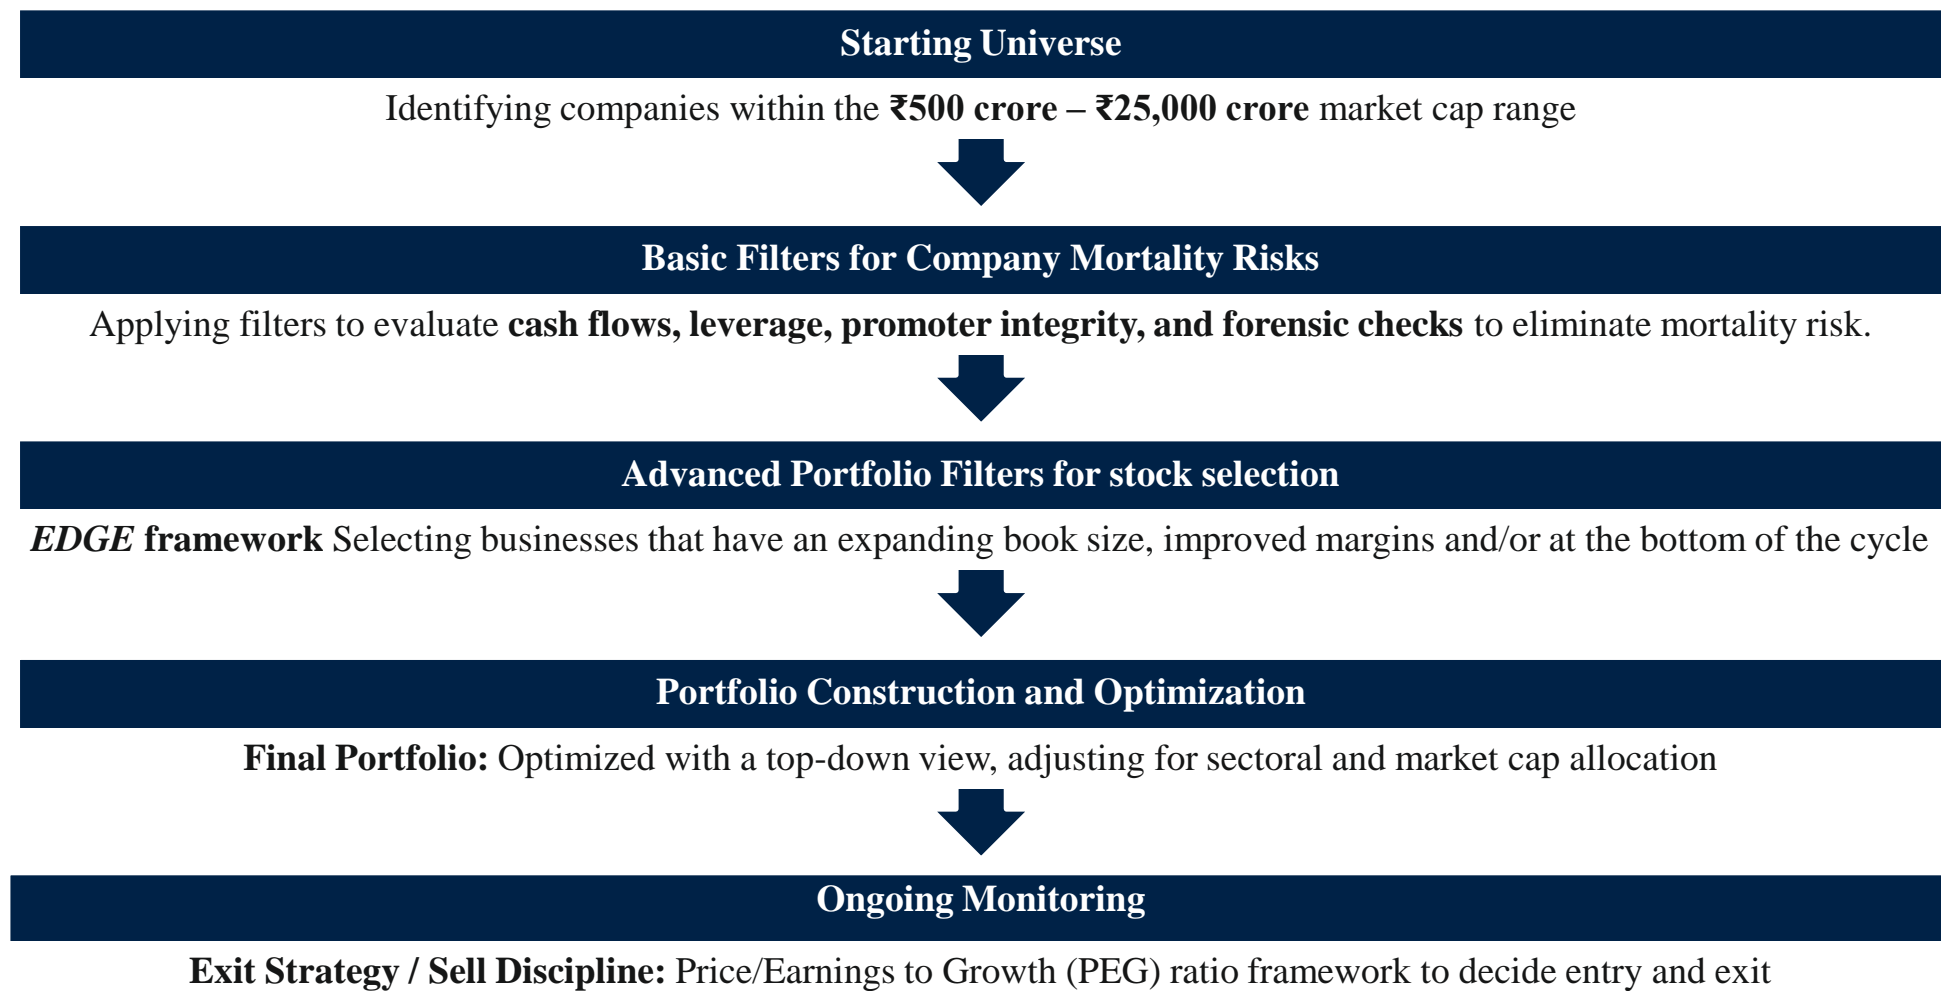 Starting Universe
Identifying companies within the ₹500 crore – ₹25,000 crore market cap range
Basic Filters for Company Mortality Risks
Applying filters to evaluate cash flows, leverage, promoter integrity, and forensic checks to eliminate mortality risk.
Advanced Portfolio Filters for stock selection
EDGE framework Selecting businesses that have an expanding book size, improved margins and/or at the bottom of the cycle
Portfolio Construction and Optimization
Final Portfolio: Optimized with a top-down view, adjusting for sectoral and market cap allocation
Ongoing Monitoring
Exit Strategy / Sell Discipline: Price/Earnings to Growth (PEG) ratio framework to decide entry and exit